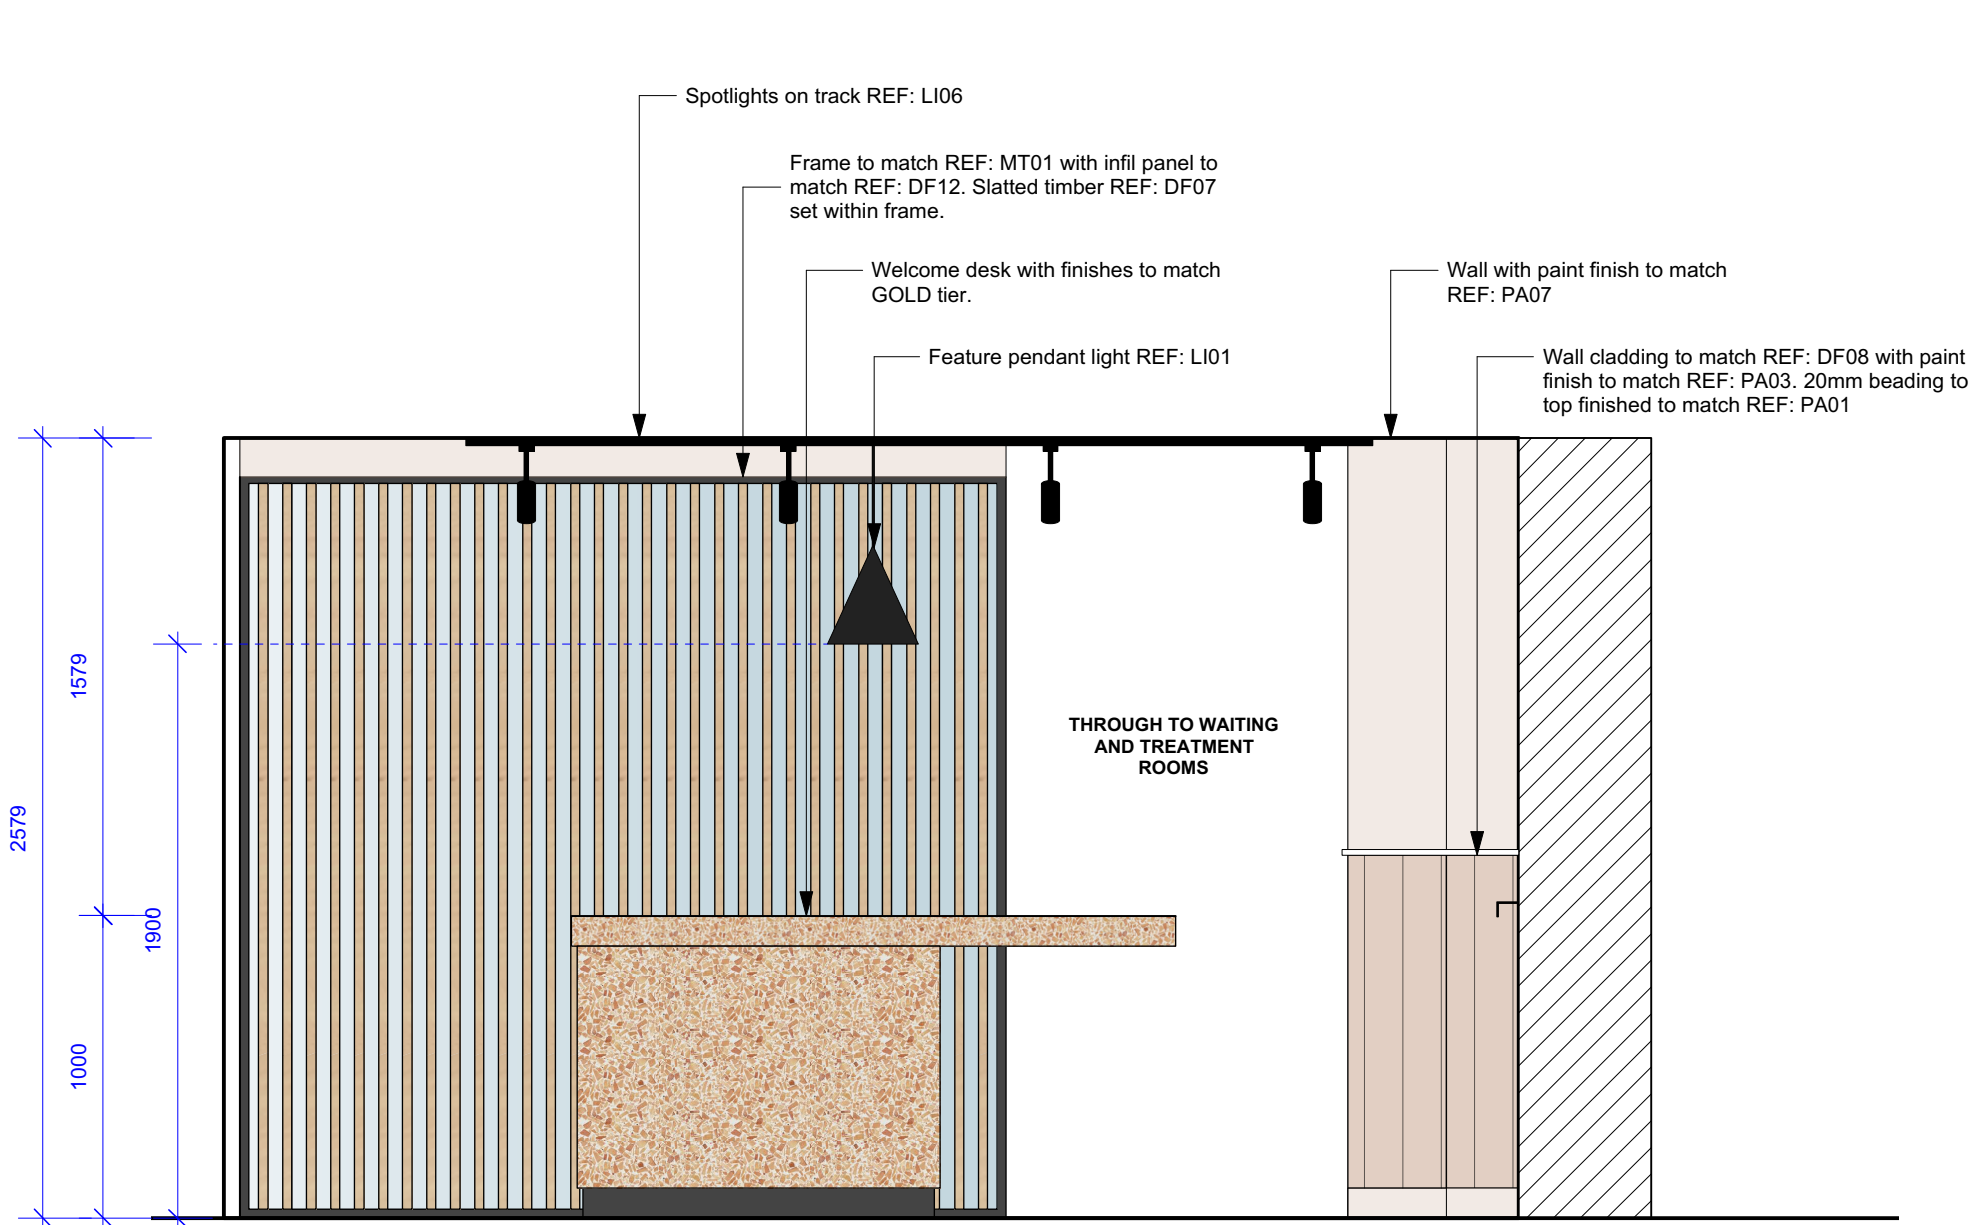 Spotlights on track REF: LI06
Frame to match REF: MT01 with infil panel to
match REF: DF12. Slatted timber REF: DF07
set within frame.
Welcome desk with finishes to match
GOLD tier.
Wall with paint finish to match
REF: PA07
Feature pendant light REF: LI01
Wall cladding to match REF: DF08 with paint
finish to match REF: PA03. 20mm beading to
top finished to match REF: PA01
1579
THROUGH TO WAITING
AND TREATMENT
ROOMS
2579
1900
1000